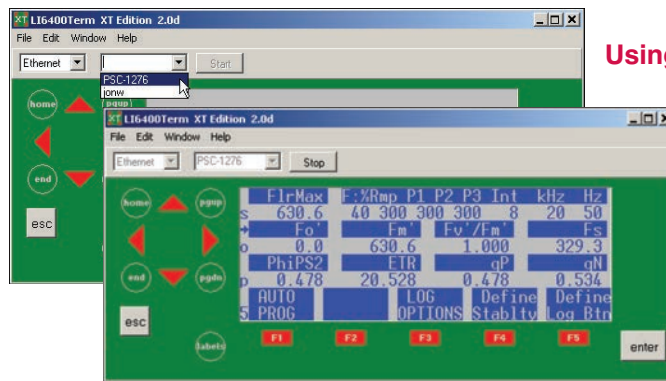 LI6400Term XT Edition 2.0d
File Edit Window Help
Ethernet Start
PSC-1276
jonw
home pgup
end
esc
Using
LI6400Term XT Edition 2.0d
File Edit Window Help
Ethernet PSC-1276 Stop
home pgup
end pgdn
esc
labels
FlrMax F:%Rmp P1 P2 P3 Int kHz Hz
s 630.6 40 300 300 300 8 20 50
Fo' Fm' Fv'/Fm' Fs
o 0.0 630.6 1.000 329.3
PhiPS2 ETR qP qN
p 0.478 20.528 0.478 0.534
AUTO LOG Define Define
5 PROG OPTIONS Stablty Log Btn
F1 F2 F3 F4 F5
enter